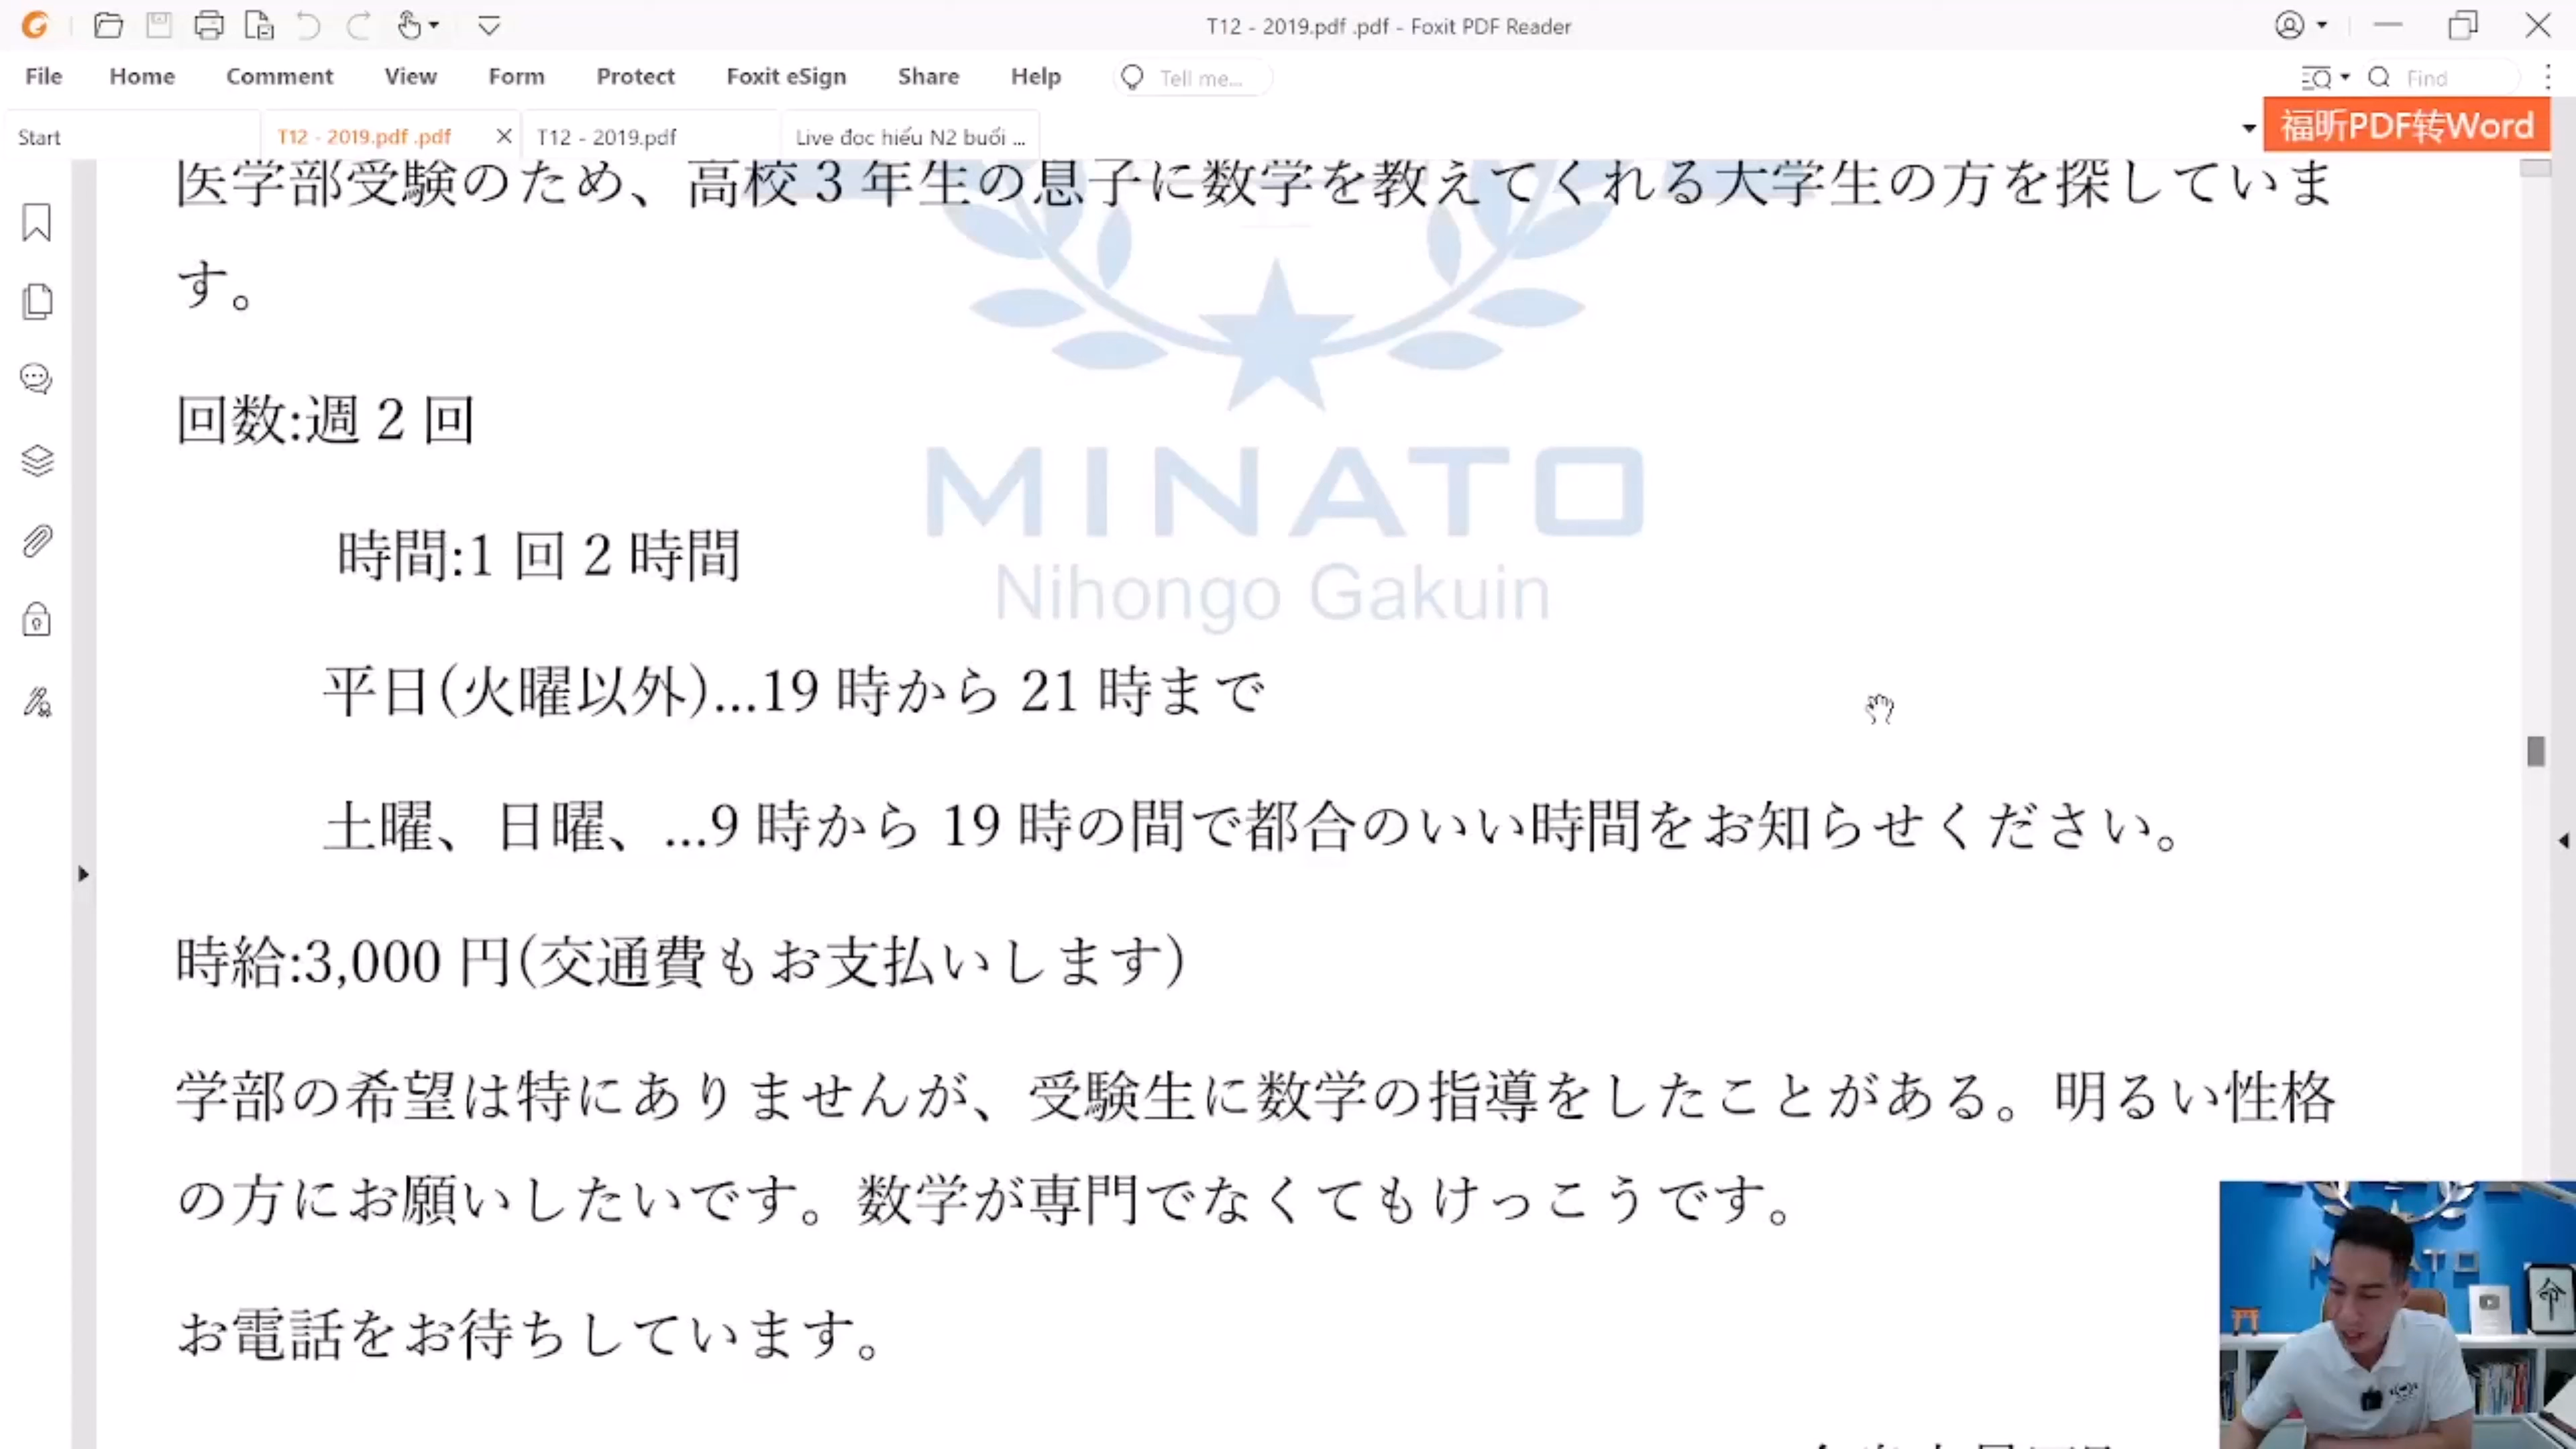 T12 - 2019.pdf .pdf - Foxit PDF Reader
File Home Comment View Form Protect Foxit eSign Share Help Tell me... Find
Start T12 - 2019.pdf .pdf T12 - 2019.pdf Live đọc hiểu N2 buổi ... 福昕PDF转Word
医学部受験のため、高校 3 年生の息子に数学を教えてくれる大学生の方を探していま
す。
回数:週 2 回
MINATO
時間:1 回 2 時間
Nihongo Gakuin
平日(火曜以外)...19 時から 21 時まで
土曜、日曜、...9 時から 19 時の間で都合のいい時間をお知らせください。
時給:3,000 円(交通費もお支払いします)
学部の希望は特にありませんが、受験生に数学の指導をしたことがある。明るい性格
の方にお願いしたいです。数学が専門でなくてもけっこうです。
お電話をお待ちしています。